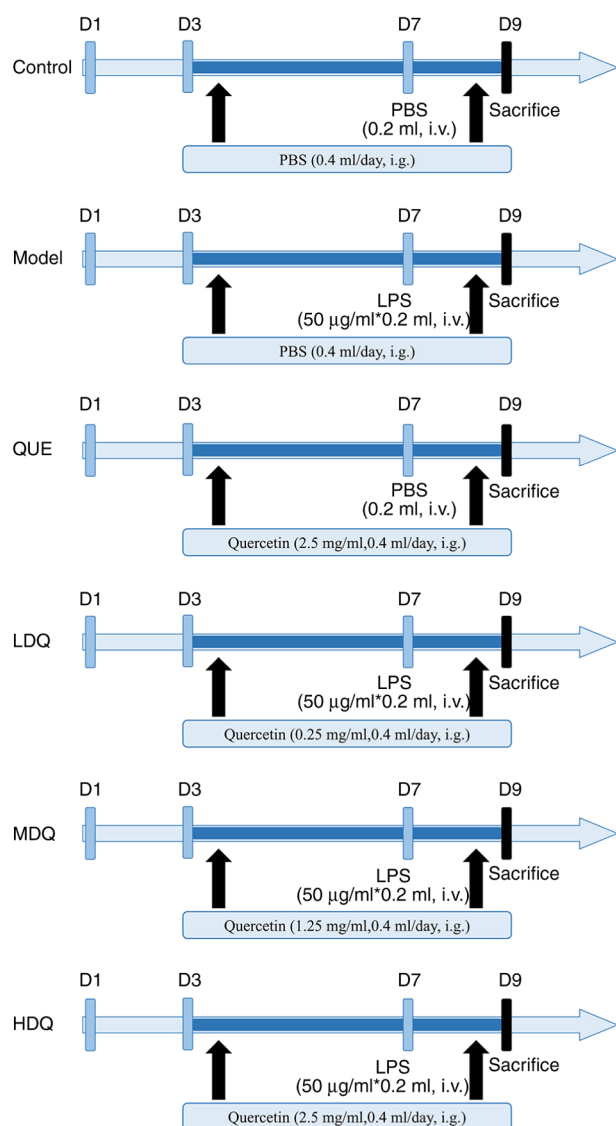 D1 D3 D7 D9
Control
PBS Sacrifice
(0.2 ml, i.v.)
PBS (0.4 ml/day, i.g.)
D1 D3 D7 D9
Model
LPS Sacrifice
(50 μg/ml*0.2 ml, i.v.)
PBS (0.4 ml/day, i.g.)
D1 D3 D7 D9
QUE
PBS Sacrifice
(0.2 ml, i.v.)
Quercetin (2.5 mg/ml,0.4 ml/day, i.g.)
D1 D3 D7 D9
LDQ
LPS Sacrifice
(50 μg/ml*0.2 ml, i.v.)
Quercetin (0.25 mg/ml,0.4 ml/day, i.g.)
D1 D3 D7 D9
MDQ
LPS Sacrifice
(50 μg/ml*0.2 ml, i.v.)
Quercetin (1.25 mg/ml,0.4 ml/day, i.g.)
D1 D3 D7 D9
HDQ
LPS Sacrifice
(50 μg/ml*0.2 ml, i.v.)
Quercetin (2.5 mg/ml,0.4 ml/day, i.g.)